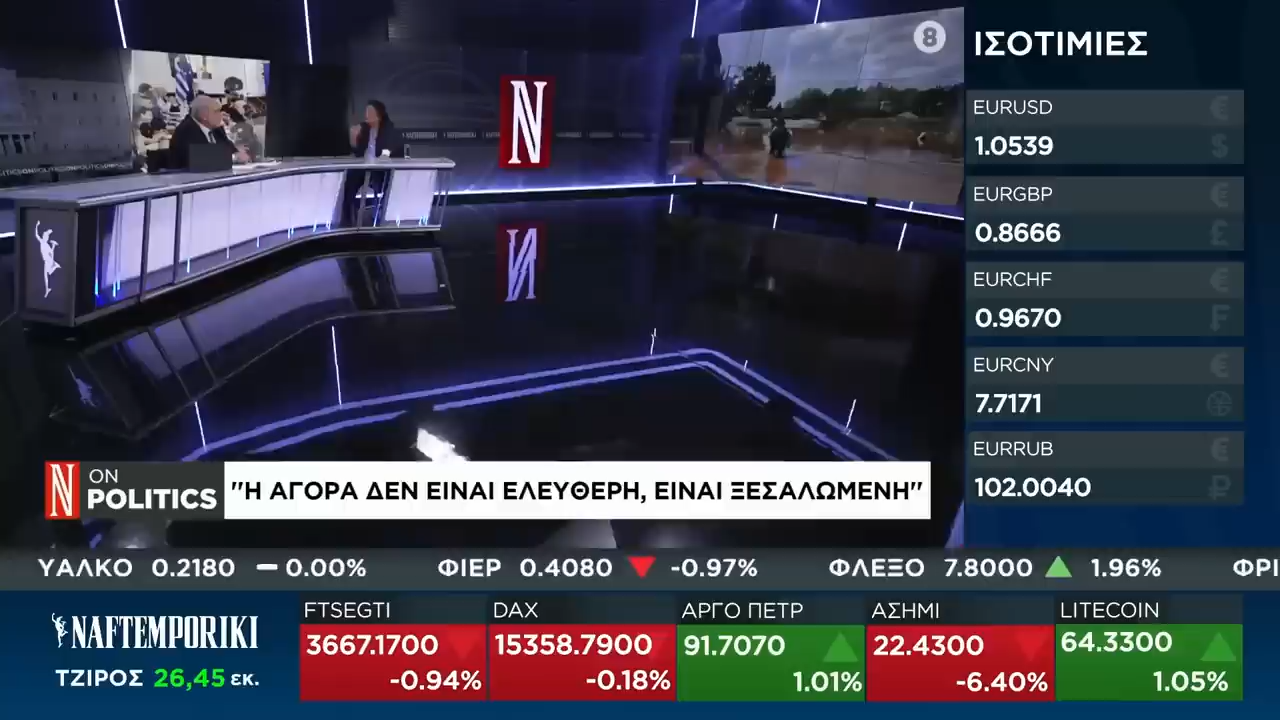 8
ΙΣΟΤΙΜΙΕΣ
EURUSD
1.0539
EURGBP
0.8666
EURCHF
0.9670
EURCNY
7.7171
EURRUB
102.0040
N
N ON POLITICS
"Η ΑΓΟΡΑ ΔΕΝ ΕΙΝΑΙ ΕΛΕΥΘΕΡΗ, ΕΙΝΑΙ ΞΕΣΑΛΩΜΕΝΗ"
ΥΑΛΚΟ 0.2180 0.00% ΦΙΕΡ 0.4080 -0.97% ΦΛΕΞΟ 7.8000 1.96% ΦΡΙ
NAFTEMPORIKI
ΤΖΙΡΟΣ 26,45 εκ.
FTSEGTI
3667.1700
-0.94%
DAX
15358.7900
-0.18%
ΑΡΓΟ ΠΕΤΡ
91.7070
1.01%
ΑΣΗΜΙ
22.4300
-6.40%
LITECOIN
64.3300
1.05%